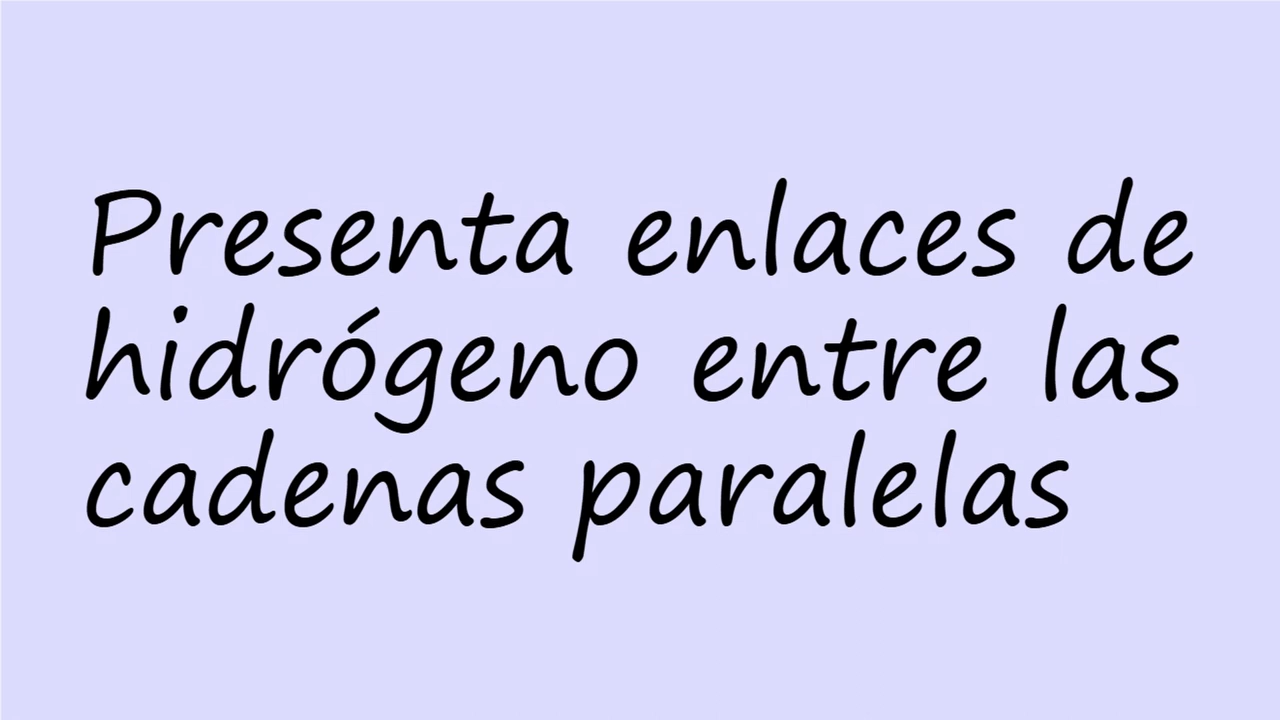 Presenta enlaces de
hidrógeno entre las
cadenas paralelas